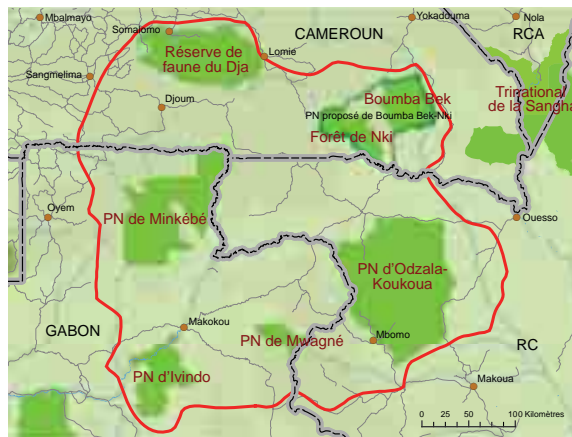 Mbalmayo
Yokadouma
Nola
Somalomo
CAMEROUN
RCA
Réserve de
faune du Dja
Lomie
Sangmelima
Boumba Bek
Trinational
de la Sangha
Djoum
PN proposé de Boumba Bek-Nki
Forêt de Nki
Oyem
PN de Minkébé
Ouesso
PN d'Odzala-
Koukoua
GABON
Makokou
PN de Mwagné
Mbomo
RC
PN d'Ivindo
Makoua
0 25 50 100 Kilomètres